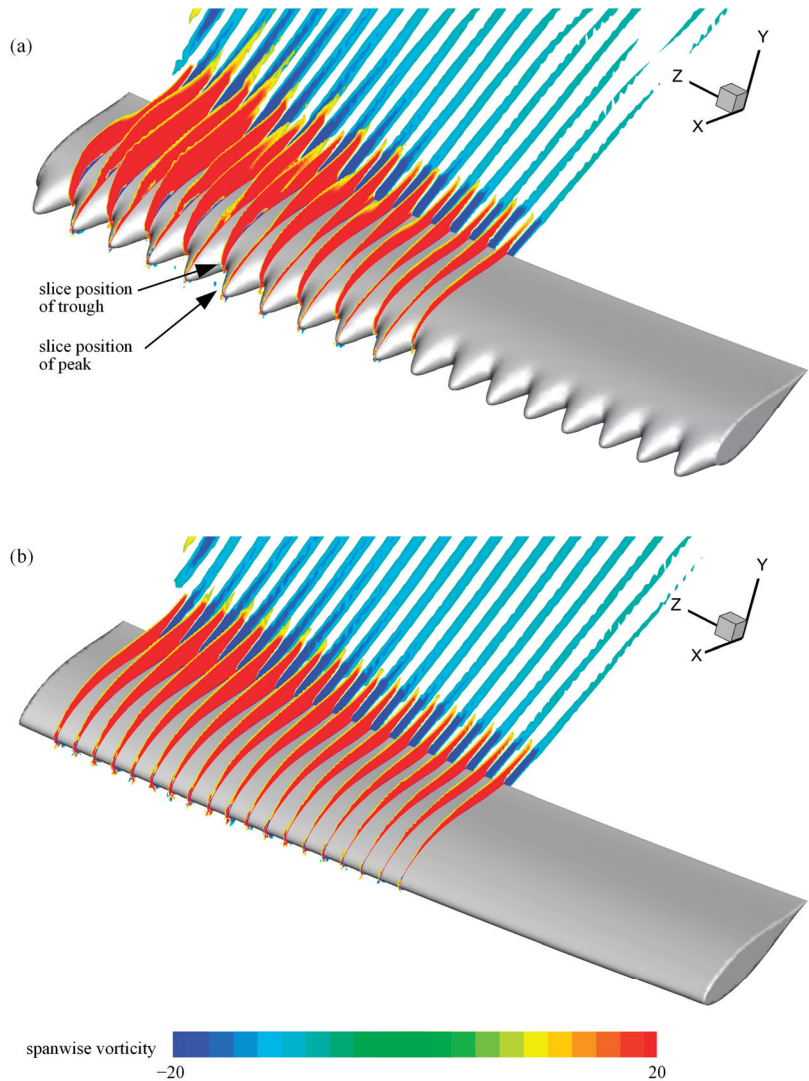 (a)
Y
Z
X
slice position
of trough
slice position
of peak
(b)
Y
Z
X
spanwise vorticity
−20
20